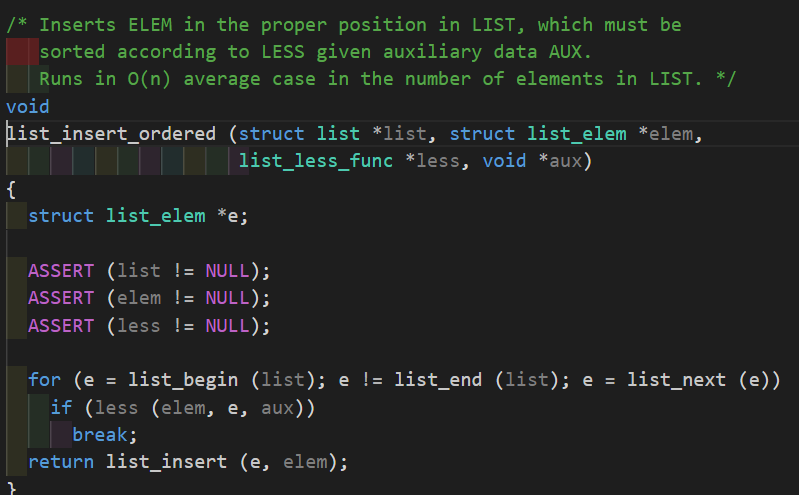 /* Inserts ELEM in the proper position in LIST, which must be
   sorted according to LESS given auxiliary data AUX.
   Runs in O(n) average case in the number of elements in LIST. */
void
list_insert_ordered (struct list *list, struct list_elem *elem,
                     list_less_func *less, void *aux)
{
  struct list_elem *e;

  ASSERT (list != NULL);
  ASSERT (elem != NULL);
  ASSERT (less != NULL);

  for (e = list_begin (list); e != list_end (list); e = list_next (e))
    if (less (elem, e, aux))
      break;
  return list_insert (e, elem);
}